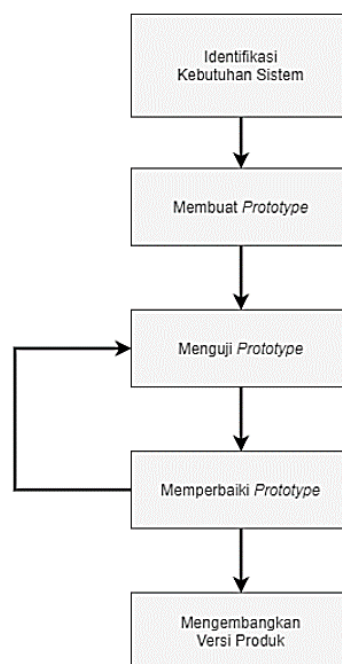 Identifikasi
Kebutuhan Sistem
Membuat Prototype
Menguji Prototype
Memperbaiki Prototype
Mengembangkan
Versi Produk